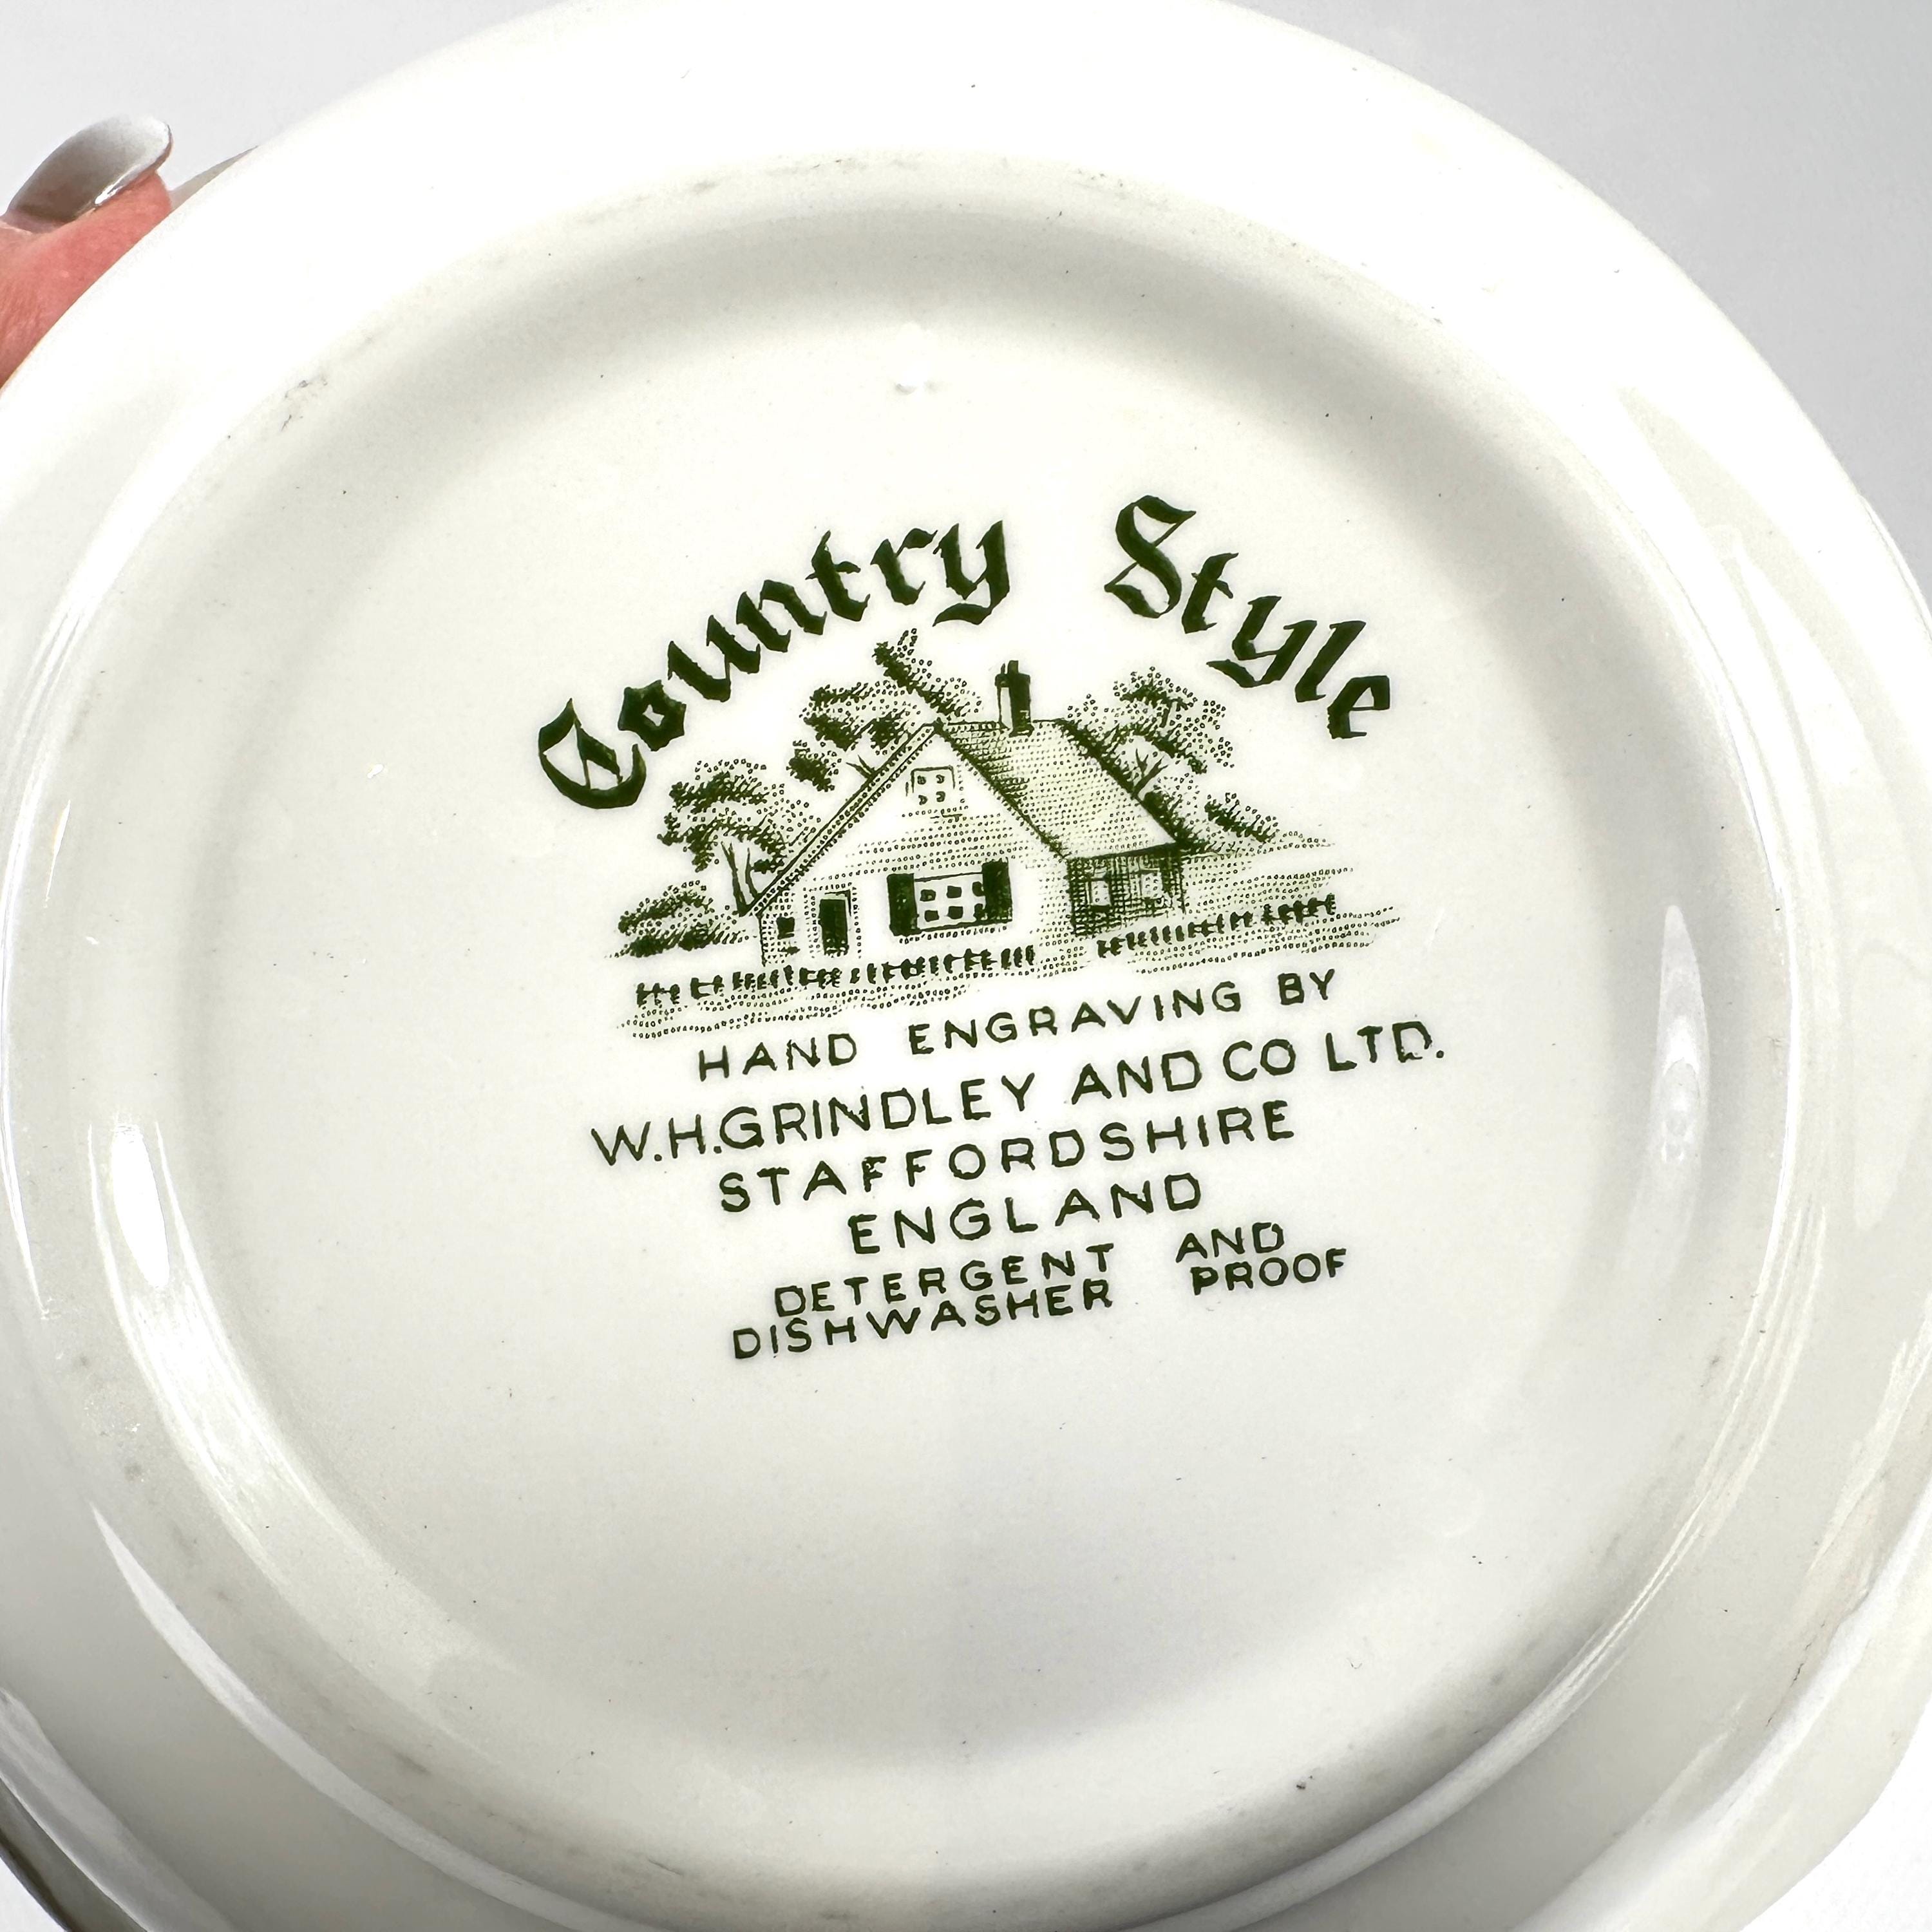 Country Style
HAND ENGRAVING BY
W.H.GRINDLEY AND CO LTD.
STAFFORDSHIRE
ENGLAND
DETERGENT AND
DISHWASHER PROOF